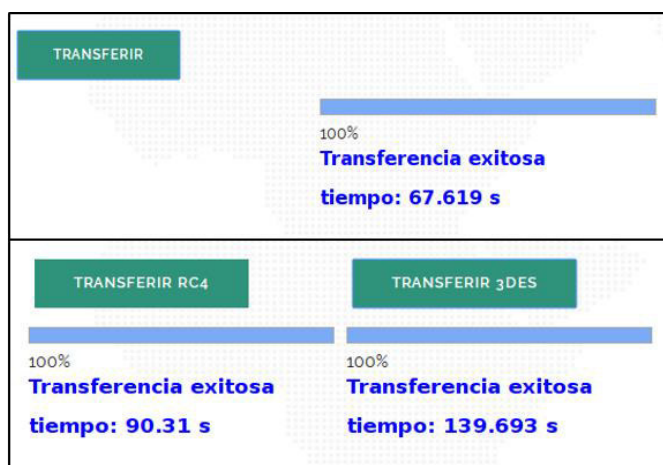 TRANSFERIR
100%
Transferencia exitosa
tiempo: 67.619 s
TRANSFERIR RC4
100%
Transferencia exitosa
tiempo: 90.31 s
TRANSFERIR 3DES
100%
Transferencia exitosa
tiempo: 139.693 s